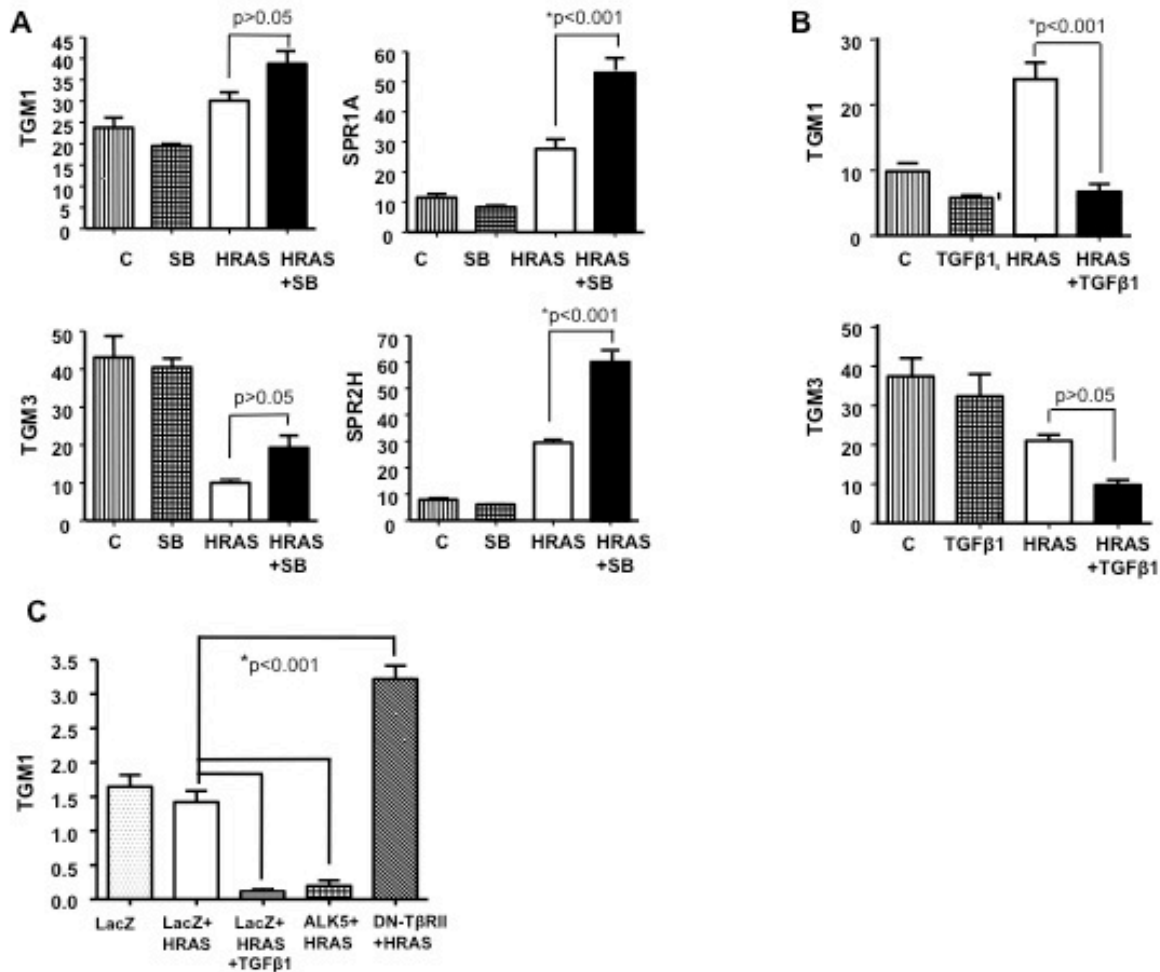 A
p>0.05
45
40
35
30
25
20
15
10
5
0
TGM1
C SB HRAS HRAS
+SB
*p<0.001
60
50
40
30
20
10
0
SPR1A
C SB HRAS HRAS
+SB
B
*p<0.001
30
20
10
0
TGM1
C TGFβ1 HRAS HRAS
+TGFβ1
50
40
30
20
10
0
TGM3
p>0.05
C SB HRAS HRAS
+SB
*p<0.001
70
60
50
40
30
20
10
0
SPR2H
C SB HRAS HRAS
+SB
50
40
30
20
10
0
TGM3
p>0.05
C TGFβ1 HRAS HRAS
+TGFβ1
C
*p<0.001
3.5
3.0
2.5
2.0
1.5
1.0
0.5
0.0
TGM1
LacZ LacZ+ LacZ+ ALK5+ DN-TβRII
HRAS HRAS HRAS +HRAS
+TGFβ1